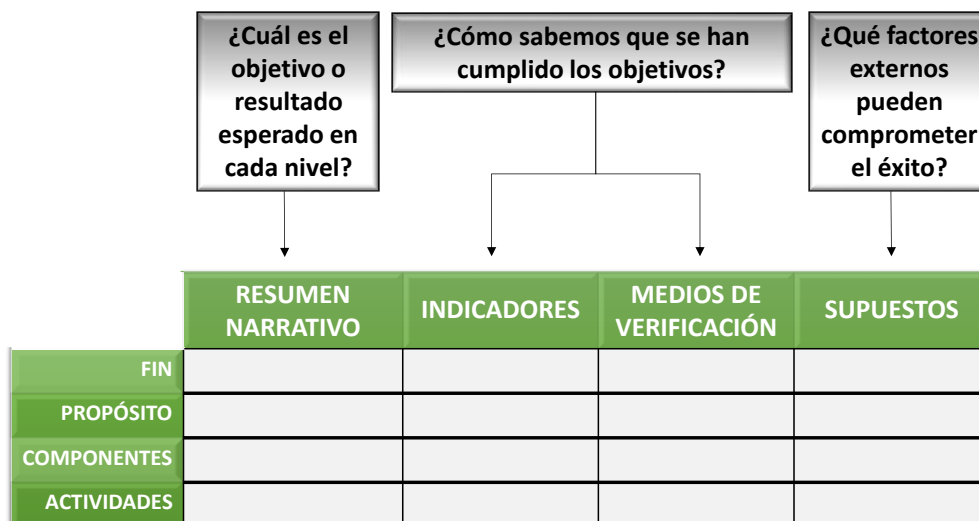 ¿Cuál es el
objetivo o
resultado
esperado en
cada nivel?
¿Cómo sabemos que se han
cumplido los objetivos?
¿Qué factores
externos
pueden
comprometer
el éxito?
RESUMEN
NARRATIVO
INDICADORES
MEDIOS DE
VERIFICACIÓN
SUPUESTOS
FIN
PROPÓSITO
COMPONENTES
ACTIVIDADES